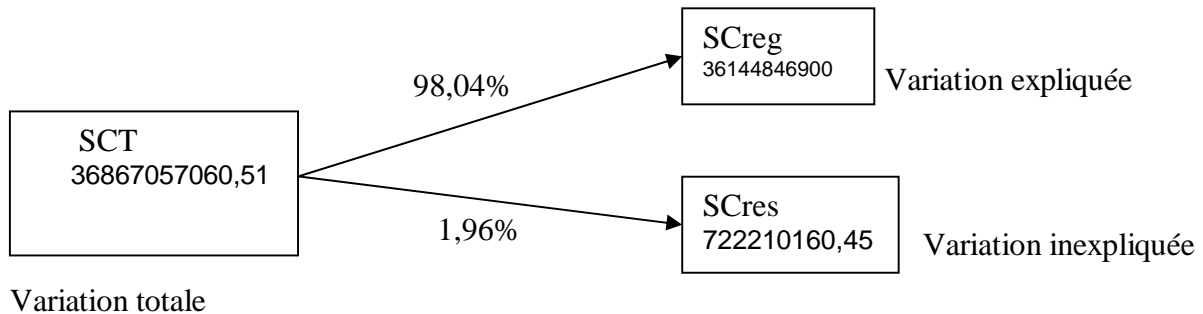 SCreg
36144846900
Variation expliquée
98,04%
SCT
36867057060,51
SCres
722210160,45
Variation inexpliquée
1,96%
Variation totale